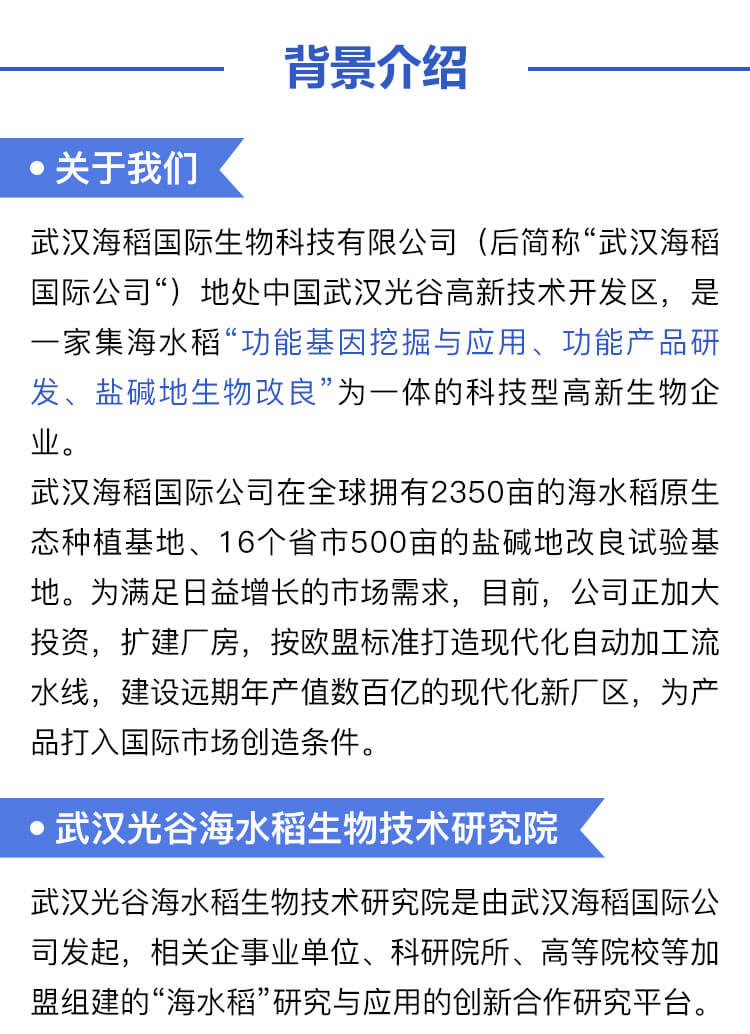 背景介绍
• 关于我们
武汉海稻国际生物科技有限公司（后简称“武汉海稻
国际公司“）地处中国武汉光谷高新技术开发区，是
一家集海水稻“功能基因挖掘与应用、功能产品研
发、盐碱地生物改良”为一体的科技型高新生物企
业。
武汉海稻国际公司在全球拥有2350亩的海水稻原生
态种植基地、16个省市500亩的盐碱地改良试验基
地。为满足日益增长的市场需求，目前，公司正加大
投资，扩建厂房，按欧盟标准打造现代化自动加工流
水线，建设远期年产值数百亿的现代化新厂区，为产
品打入国际市场创造条件。
• 武汉光谷海水稻生物技术研究院
武汉光谷海水稻生物技术研究院是由武汉海稻国际公
司发起，相关企事业单位、科研院所、高等院校等加
盟组建的“海水稻”研究与应用的创新合作研究平台。